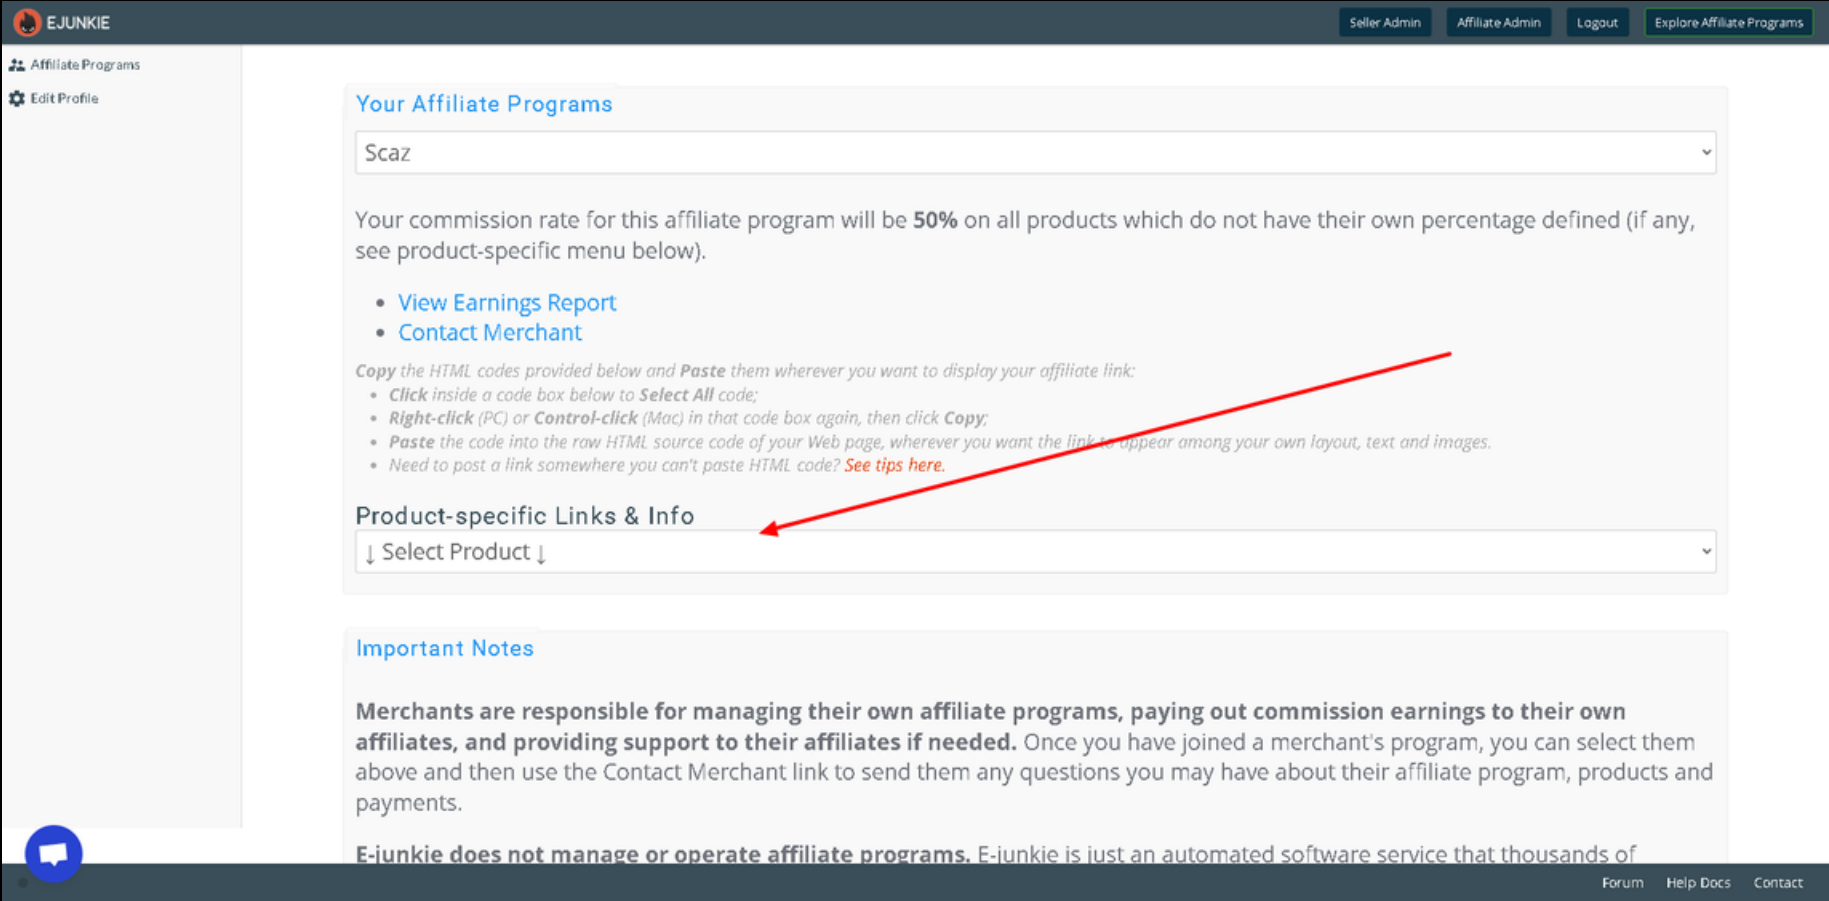 EJUNKIE
Seller Admin
Affiliate Admin
Logout
Explore Affiliate Programs
Affiliate Programs
Edit Profile
Your Affiliate Programs
Scaz
Your commission rate for this affiliate program will be 50% on all products which do not have their own percentage defined (if any,
see product-specific menu below).
• View Earnings Report
• Contact Merchant
Copy the HTML codes provided below and Paste them wherever you want to display your affiliate link:
• Click inside a code box below to Select All code;
• Right-click (PC) or Control-click (Mac) in that code box again, then click Copy;
• Paste the code into the raw HTML source code of your Web page, wherever you want the link to appear among your own layout, text and images.
• Need to post a link somewhere you can't paste HTML code? See tips here.
Product-specific Links & Info
↓ Select Product ↓
Important Notes
Merchants are responsible for managing their own affiliate programs, paying out commission earnings to their own
affiliates, and providing support to their affiliates if needed. Once you have joined a merchant's program, you can select them
above and then use the Contact Merchant link to send them any questions you may have about their affiliate program, products and
payments.
E-junkie does not manage or operate affiliate programs. E-junkie is just an automated software service that thousands of
Forum
Help Docs
Contact